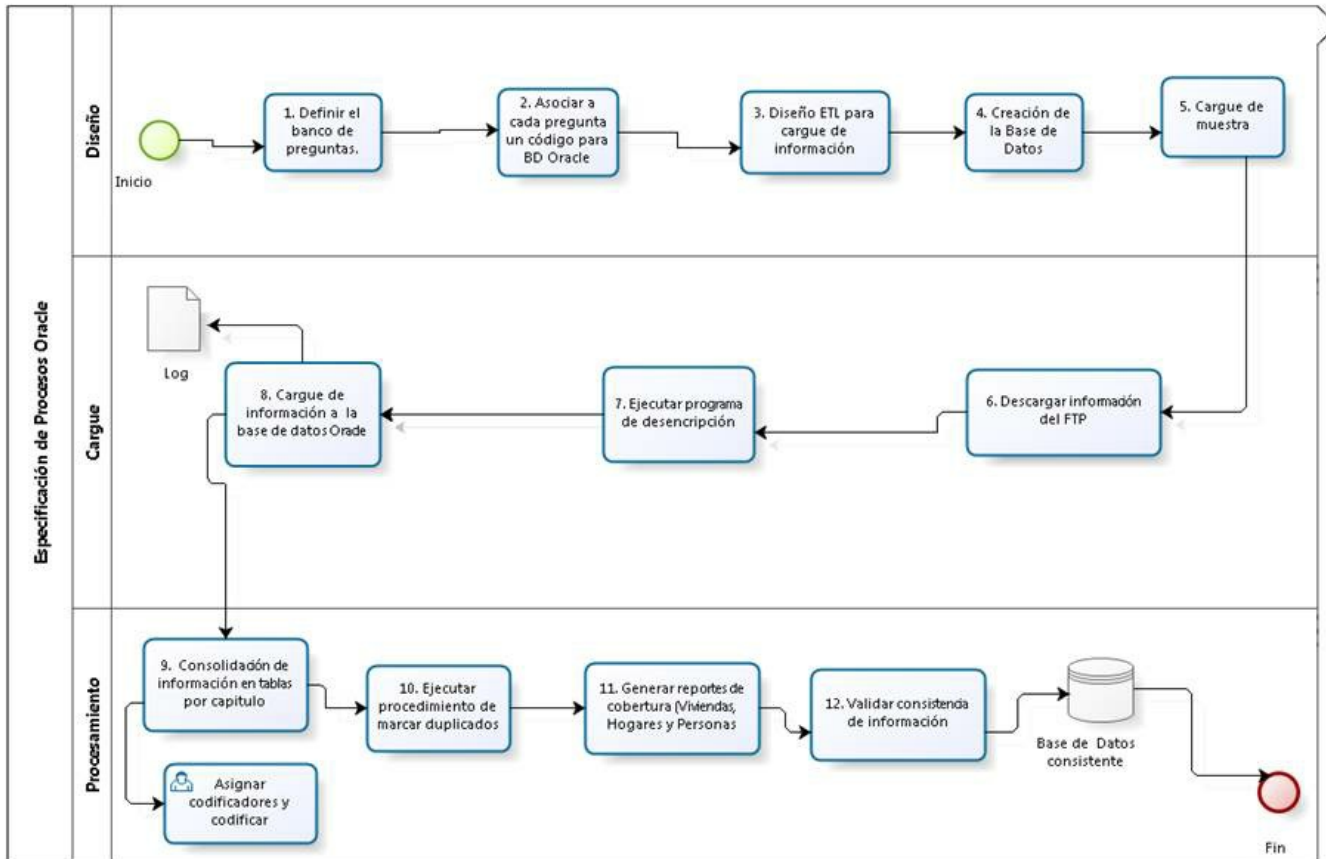 Especificación de Procesos Oracle
Diseño
Inicio
1. Definir el
banco de
preguntas.
2. Asociar a
cada pregunta
un código para
BD Oracle
3. Diseño ETL para
cargue de
información
4. Creación de
la Base de
Datos
5. Cargue de
muestra
Cargue
Log
8. Cargue de
información a la
base de datos Oracle
7. Ejecutar programa
de desencripción
6. Descargar información
del FTP
Procesamiento
9. Consolidación de
información en tablas
por capitulo
10. Ejecutar
procedimiento de
marcar duplicados
11. Generar reportes de
cobertura (Viviendas,
Hogares y Personas
12. Validar consistencia
de información
Base de Datos
consistente
Asignar
codificadores y
codificar
Fin